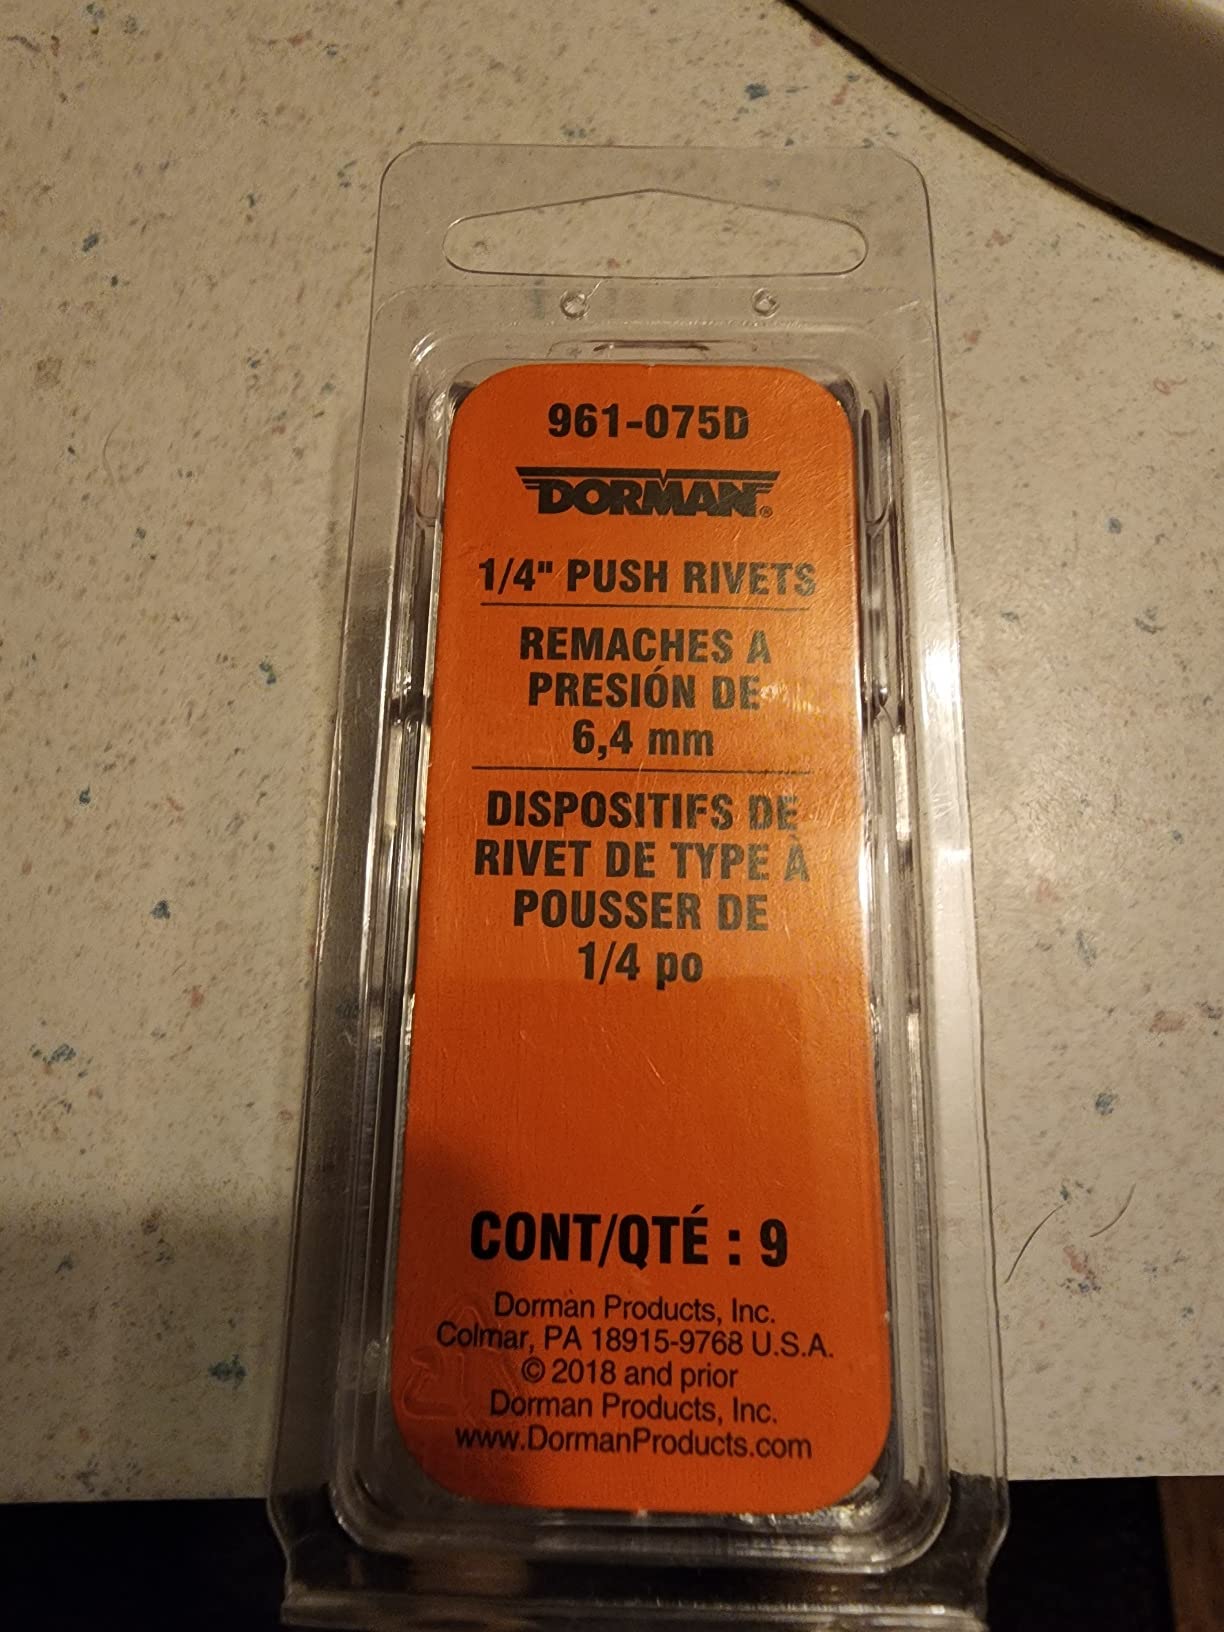 961-075D
DORMAN®
1/4" PUSH RIVETS
REMACHES A
PRESIÓN DE
6,4 mm
DISPOSITIFS DE
RIVET DE TYPE À
POUSSER DE
1/4 po
CONT/QTÉ : 9
Dorman Products, Inc.
Colmar, PA 18915-9768 U.S.A.
© 2018 and prior
Dorman Products, Inc.
www.DormanProducts.com